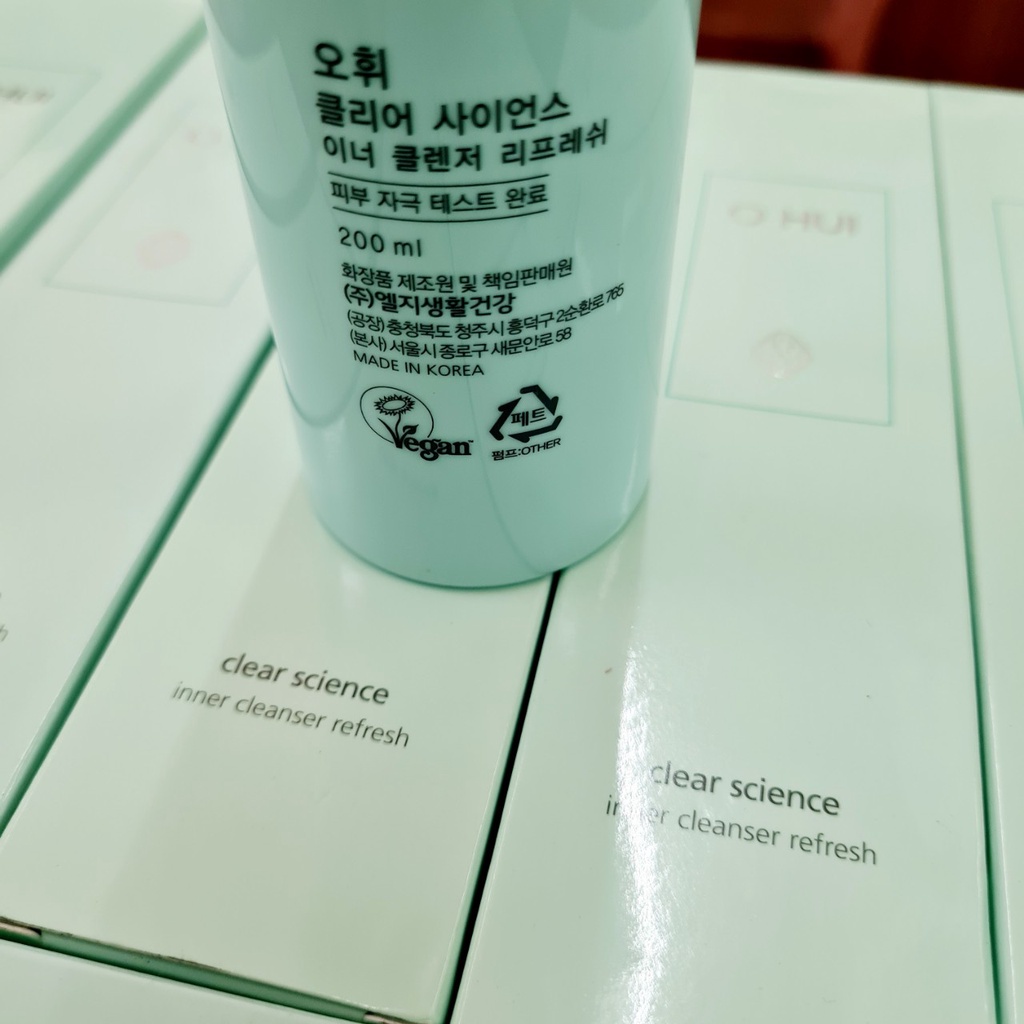 오휘
클리어 사이언스
이너 클렌저 리프레쉬
피부 자극 테스트 완료
200 ml
화장품 제조원 및 책임판매원
(주)엘지생활건강
(공장) 충청북도 청주시 흥덕구 2순환로 766
(본사) 서울시 종로구 새문안로 58
MADE IN KOREA
Vegan
페트
펌프:OTHER
O HUI
clear science
inner cleanser refresh
clear science
inner cleanser refresh